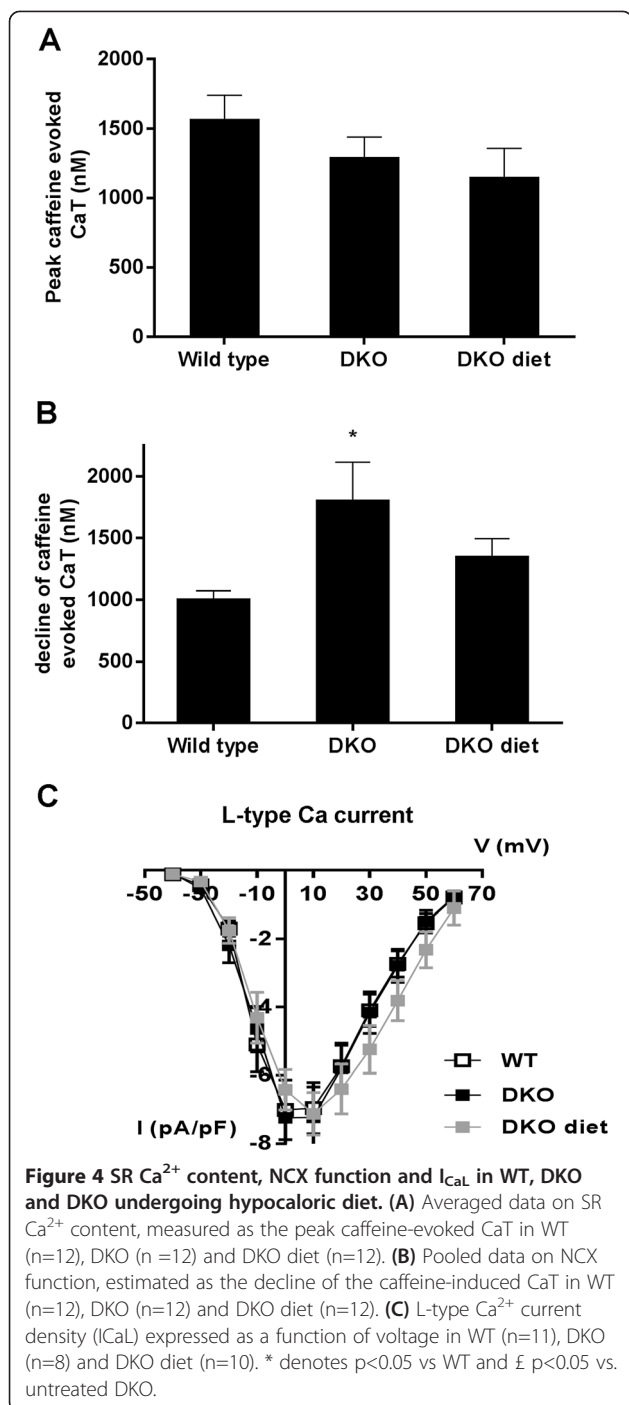 A
2000
1500
1000
500
0
Peak caffeine evoked
CaT (nM)
Wild type DKO DKO diet
B
*
2000
1500
1000
500
0
decline of caffeine
evoked CaT (nM)
Wild type DKO DKO diet
C
L-type Ca current
V (mV)
-50 -30 -10 10 30 50 70
-2
-4
-6
-8
I (pA/pF)
WT
DKO
DKO diet
Figure 4 SR Ca²⁺ content, NCX function and I_CaL in WT, DKO
and DKO undergoing hypocaloric diet. (A) Averaged data on SR
Ca²⁺ content, measured as the peak caffeine-evoked CaT in WT
(n=12), DKO (n =12) and DKO diet (n=12). (B) Pooled data on NCX
function, estimated as the decline of the caffeine-induced CaT in WT
(n=12), DKO (n=12) and DKO diet (n=12). (C) L-type Ca²⁺ current
density (ICaL) expressed as a function of voltage in WT (n=11), DKO
(n=8) and DKO diet (n=10). * denotes p<0.05 vs WT and £ p<0.05 vs.
untreated DKO.